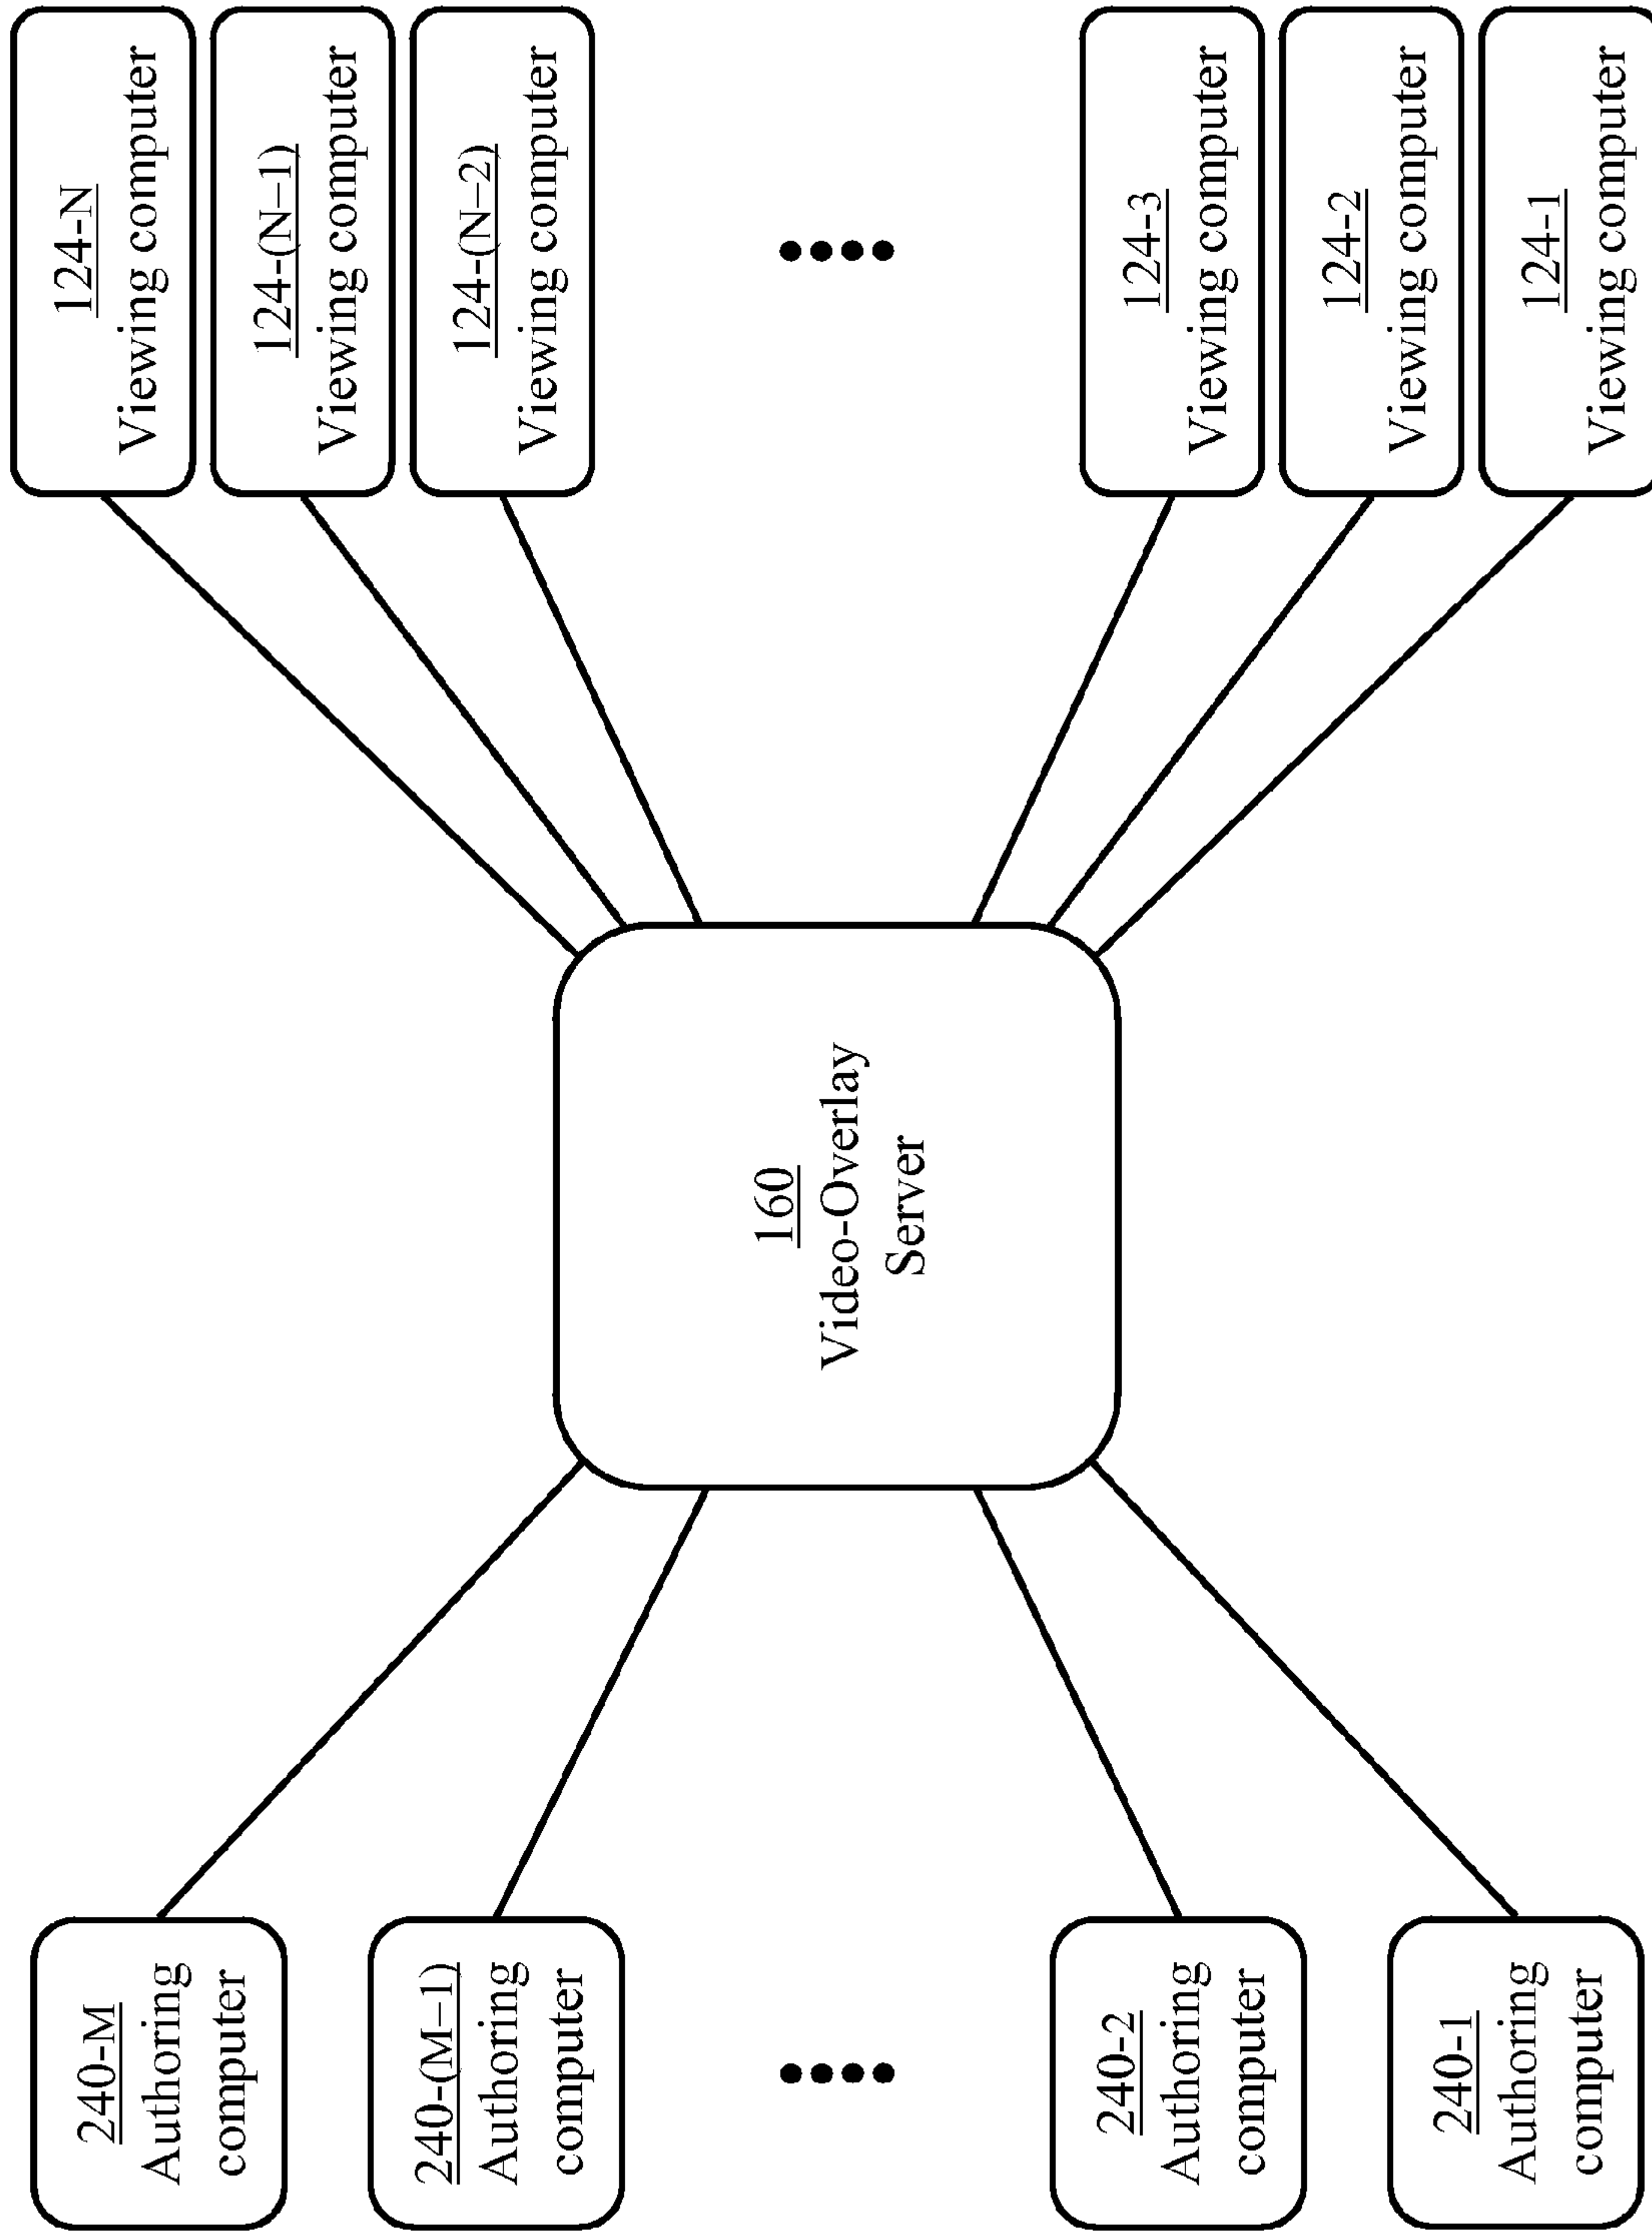 240-M
Authoring
computer
240-(M–1)
Authoring
computer
240-2
Authoring
computer
240-1
Authoring
computer
160
Video-Overlay
Server
124-N
Viewing computer
124-(N–1)
Viewing computer
124-(N–2)
Viewing computer
124-3
Viewing computer
124-2
Viewing computer
124-1
Viewing computer